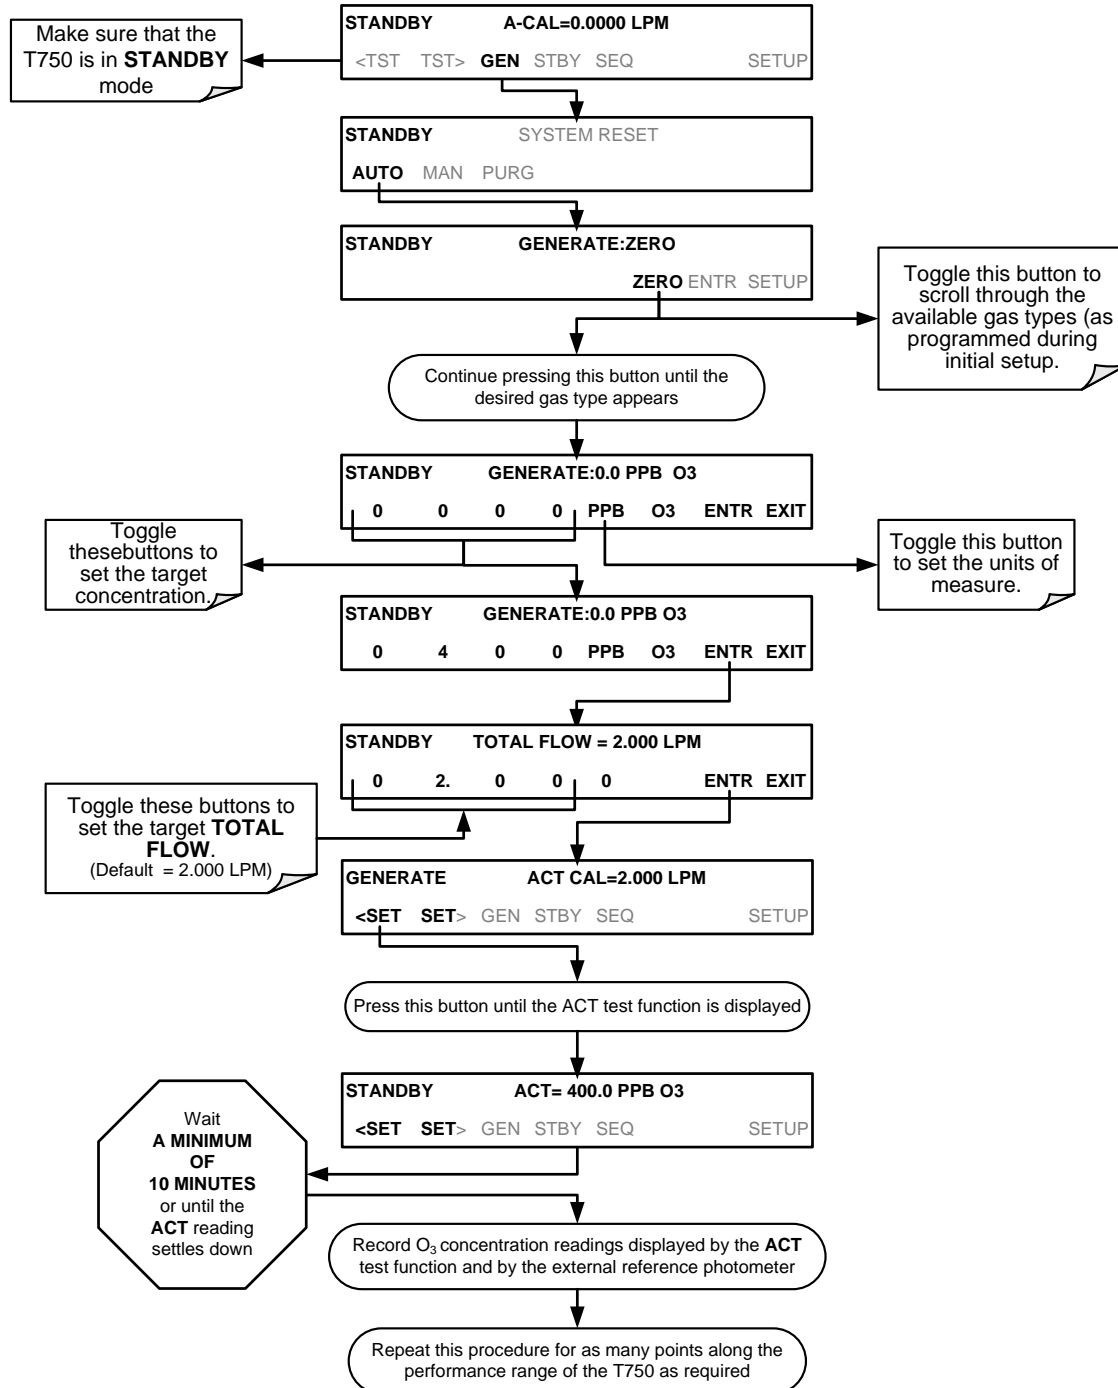 STANDBY A-CAL=0.0000 LPM
<TST TST> GEN STBY SEQ SETUP
Make sure that the
T750 is in STANDBY
mode
STANDBY SYSTEM RESET
AUTO MAN PURG
STANDBY GENERATE:ZERO
ZERO ENTR SETUP
Toggle this button to
scroll through the
available gas types (as
programmed during
initial setup.
Continue pressing this button until the
desired gas type appears
STANDBY GENERATE:0.0 PPB O3
0 0 0 0 PPB O3 ENTR EXIT
Toggle
thesebuttons to
set the target
concentration.
Toggle this button
to set the units of
measure.
STANDBY GENERATE:0.0 PPB O3
0 4 0 0 PPB O3 ENTR EXIT
STANDBY TOTAL FLOW = 2.000 LPM
0 2. 0 0 0 ENTR EXIT
Toggle these buttons to
set the target TOTAL
FLOW.
(Default = 2.000 LPM)
GENERATE ACT CAL=2.000 LPM
<SET SET> GEN STBY SEQ SETUP
Press this button until the ACT test function is displayed
STANDBY ACT= 400.0 PPB O3
<SET SET> GEN STBY SEQ SETUP
Wait
A MINIMUM
OF
10 MINUTES
or until the
ACT reading
settles down
Record O₃ concentration readings displayed by the ACT
test function and by the external reference photometer
Repeat this procedure for as many points along the
performance range of the T750 as required